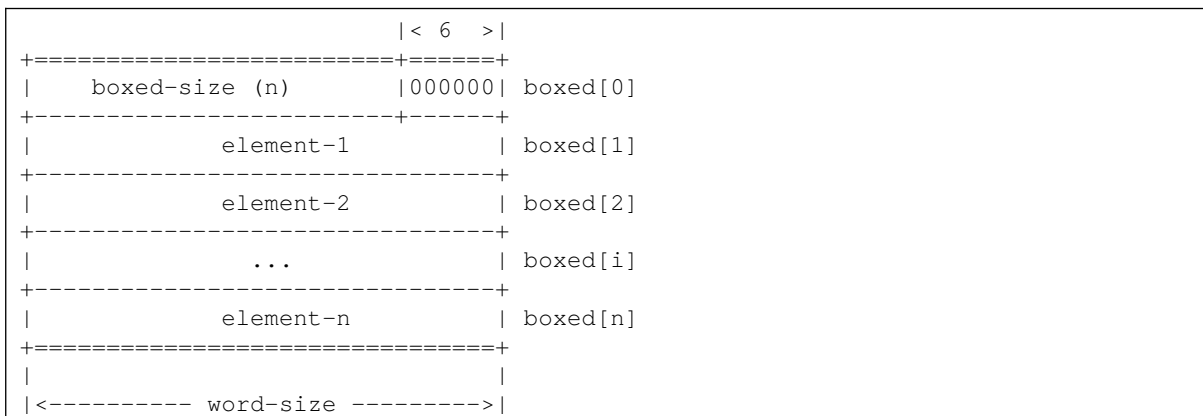 |< 6  >|
+=========================+======+
|    boxed-size (n)       |000000| boxed[0]
+-------------------------+------+
|             element-1          | boxed[1]
+--------------------------------+
|             element-2          | boxed[2]
+--------------------------------+
|               ...              | boxed[i]
+--------------------------------+
|             element-n          | boxed[n]
+================================+
|                                |
|<---------- word-size --------->|